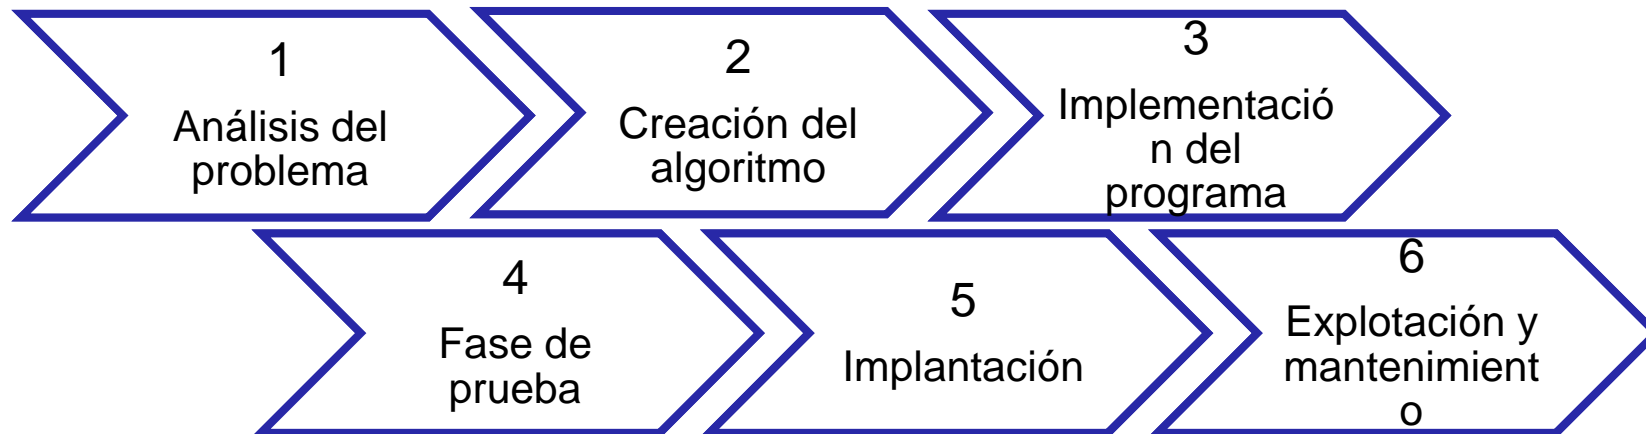 1
Análisis del
problema
2
Creación del
algoritmo
3
Implementació
n del
programa
4
Fase de
prueba
5
Implantación
6
Explotación y
mantenimient
o